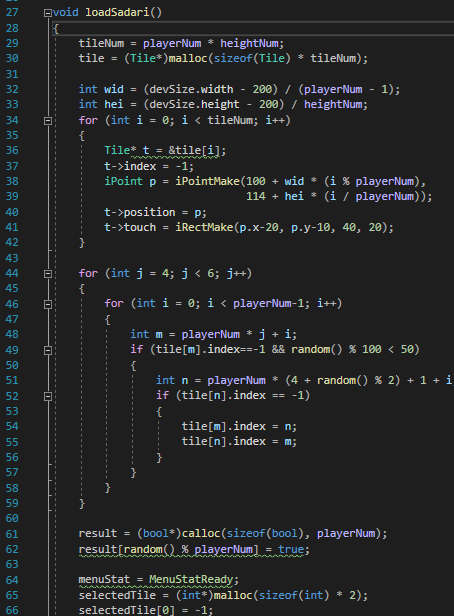 27 void loadSadari()
28 {
29 tileNum = playerNum * heightNum;
30 tile = (Tile*)malloc(sizeof(Tile) * tileNum);
31
32 int wid = (devSize.width - 200) / (playerNum - 1);
33 int hei = (devSize.height - 200) / heightNum;
34 for (int i = 0; i < tileNum; i++)
35 {
36 Tile* t = &tile[i];
37 t->index = -1;
38 iPoint p = iPointMake(100 + wid * (i % playerNum),
39 114 + hei * (i / playerNum));
40 t->position = p;
41 t->touch = iRectMake(p.x-20, p.y-10, 40, 20);
42 }
43
44 for (int j = 4; j < 6; j++)
45 {
46 for (int i = 0; i < playerNum-1; i++)
47 {
48 int m = playerNum * j + i;
49 if (tile[m].index==-1 && random() % 100 < 50)
50 {
51 int n = playerNum * (4 + random() % 2) + 1 + i
52 if (tile[n].index == -1)
53 {
54 tile[m].index = n;
55 tile[n].index = m;
56 }
57 }
58 }
59 }
60
61 result = (bool*)calloc(sizeof(bool), playerNum);
62 result[random() % playerNum] = true;
63
64 menuStat = MenuStatReady;
65 selectedTile = (int*)malloc(sizeof(int) * 2);
66 selectedTile[0] = -1;